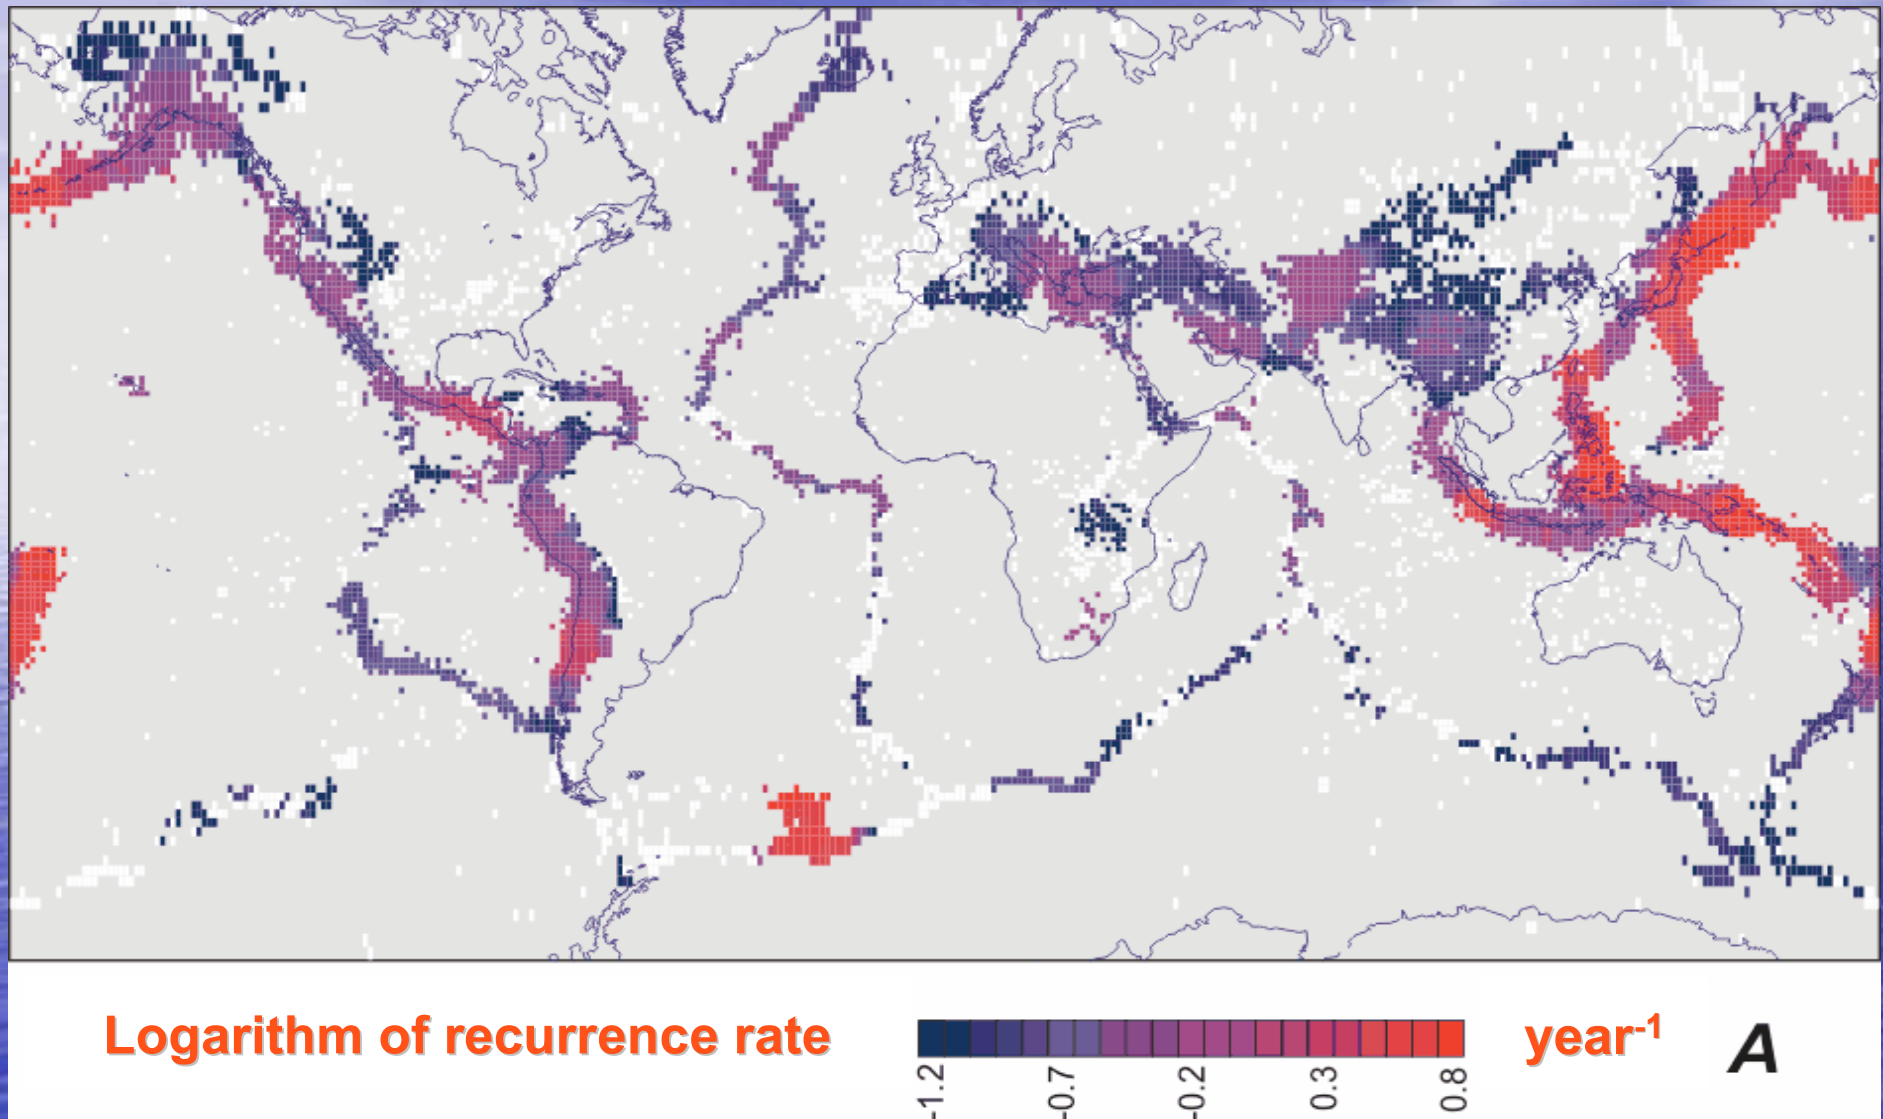 Logarithm of recurrence rate
-1.2
-0.7
-0.2
0.3
0.8
year-1
A